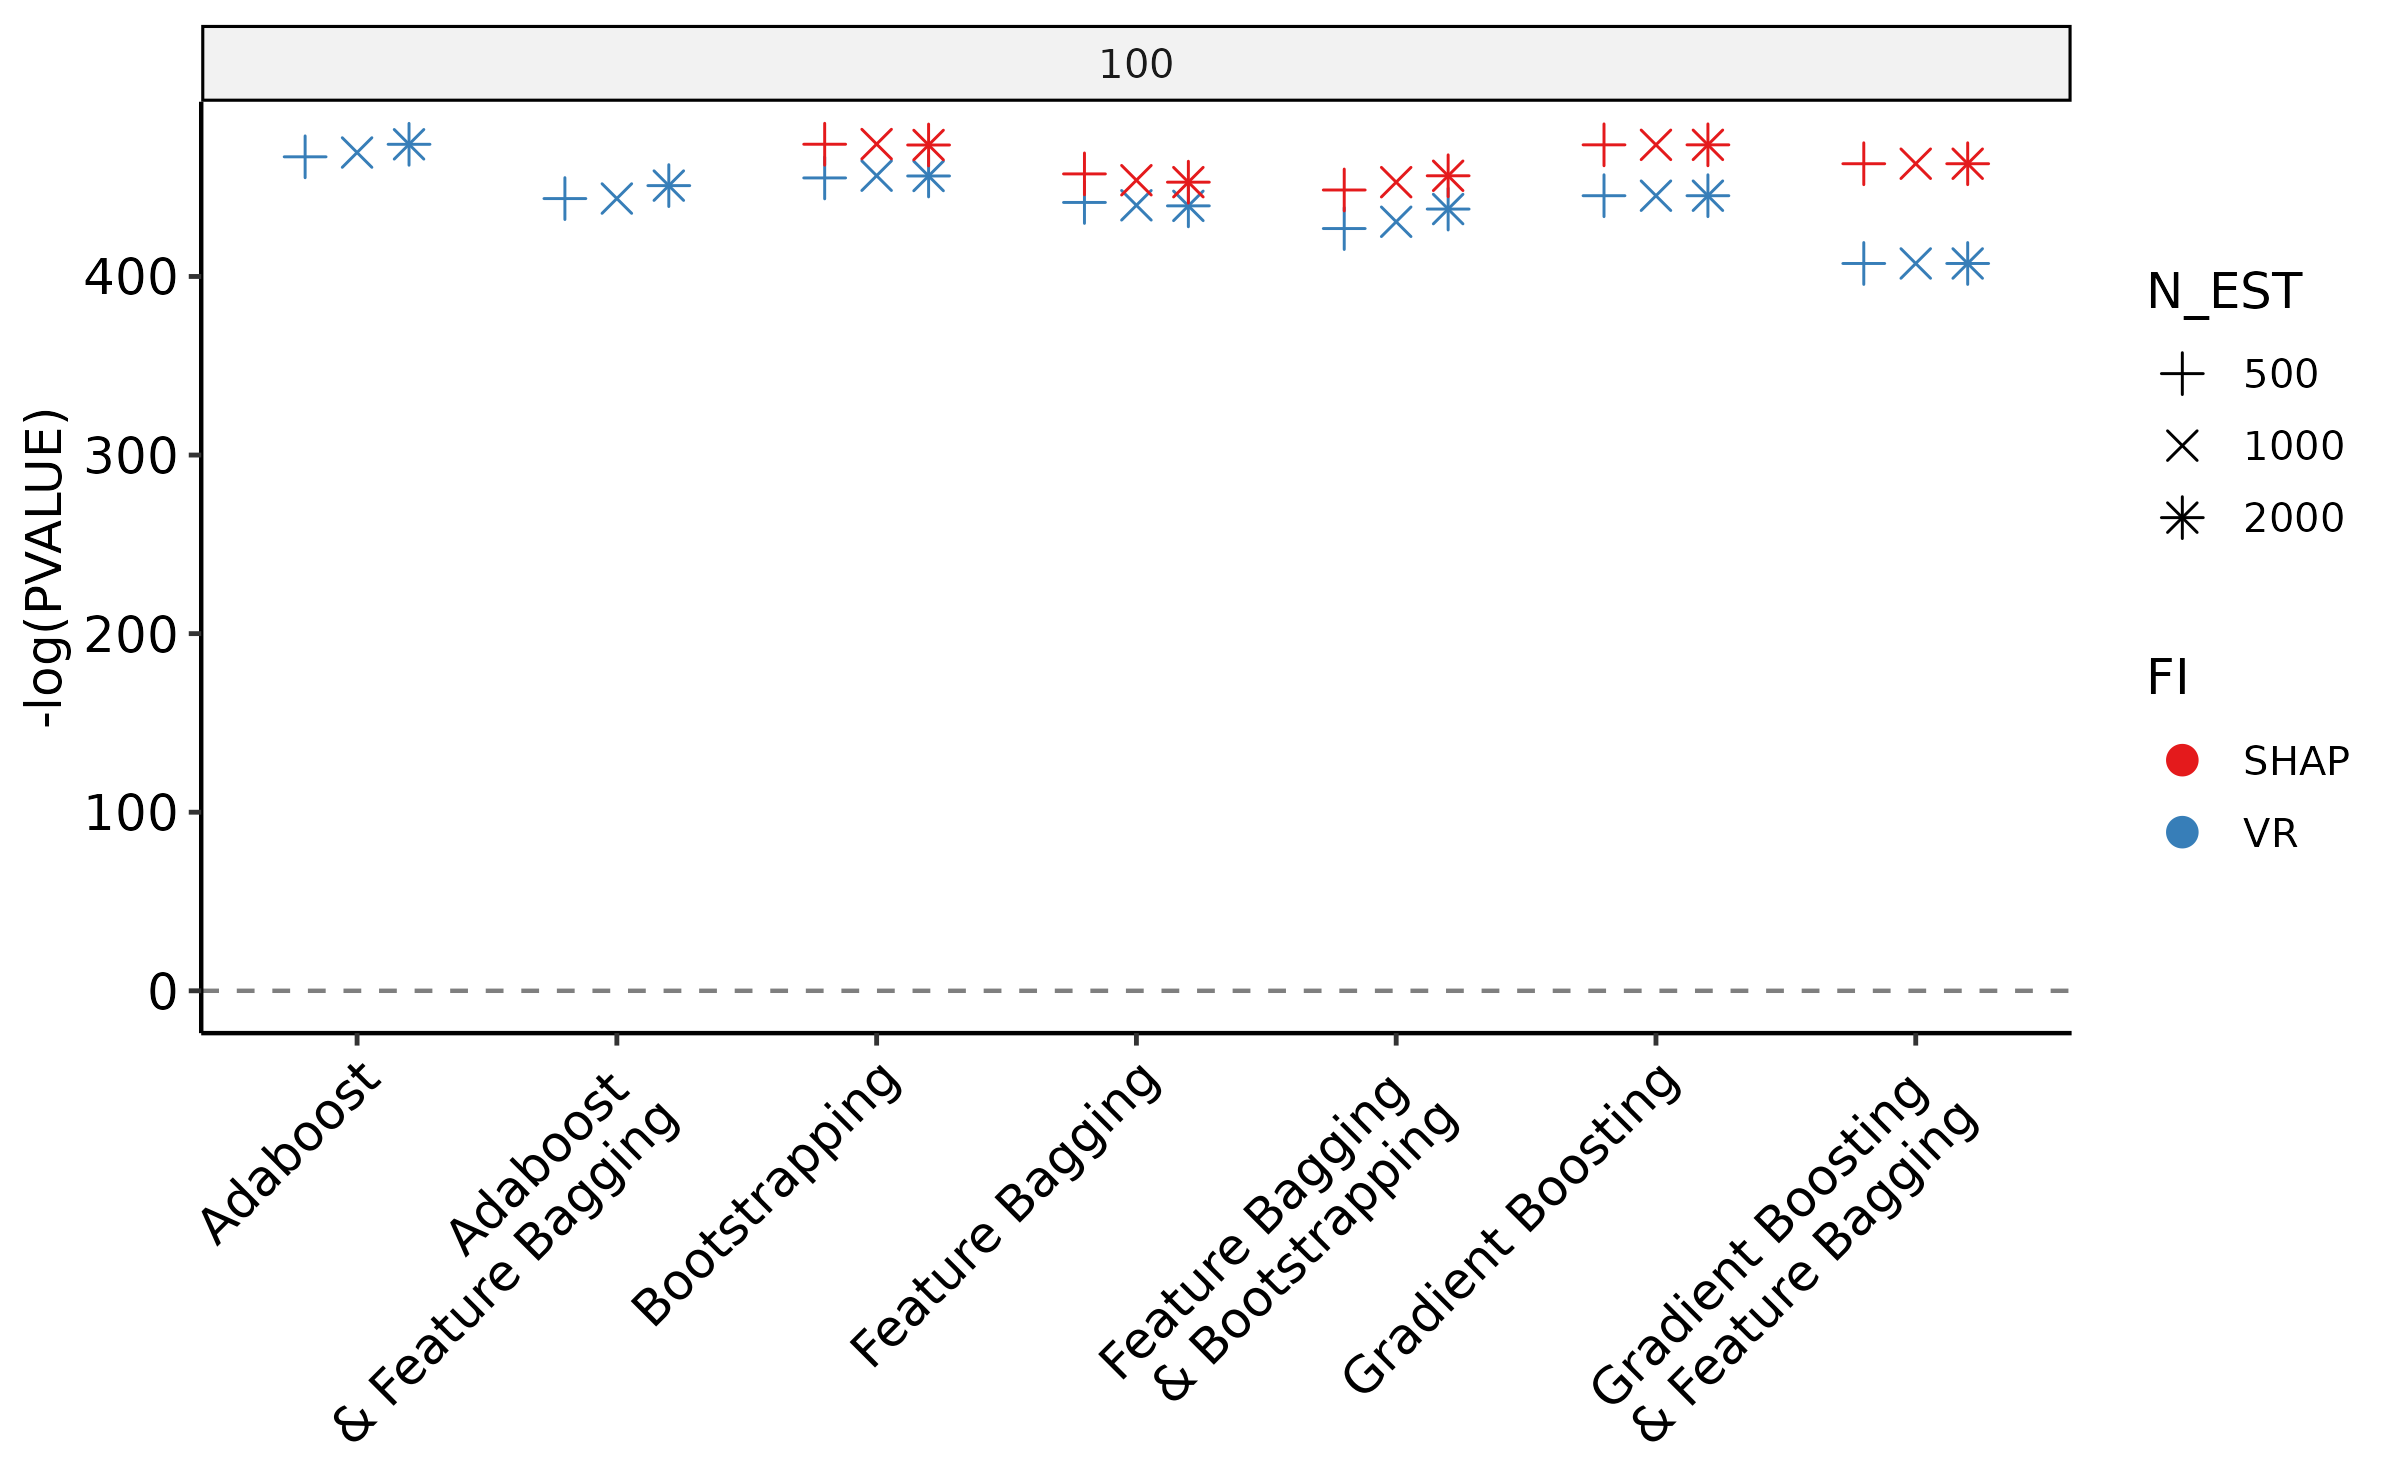 100
-log(PVALUE)
400
300
200
100
0
Adaboost
Adaboost
& Feature Bagging
Bootstrapping
Feature Bagging
Feature Bagging
& Bootstrapping
Gradient Boosting
Gradient Boosting
& Feature Bagging
N_EST
500
1000
2000
FI
SHAP
VR